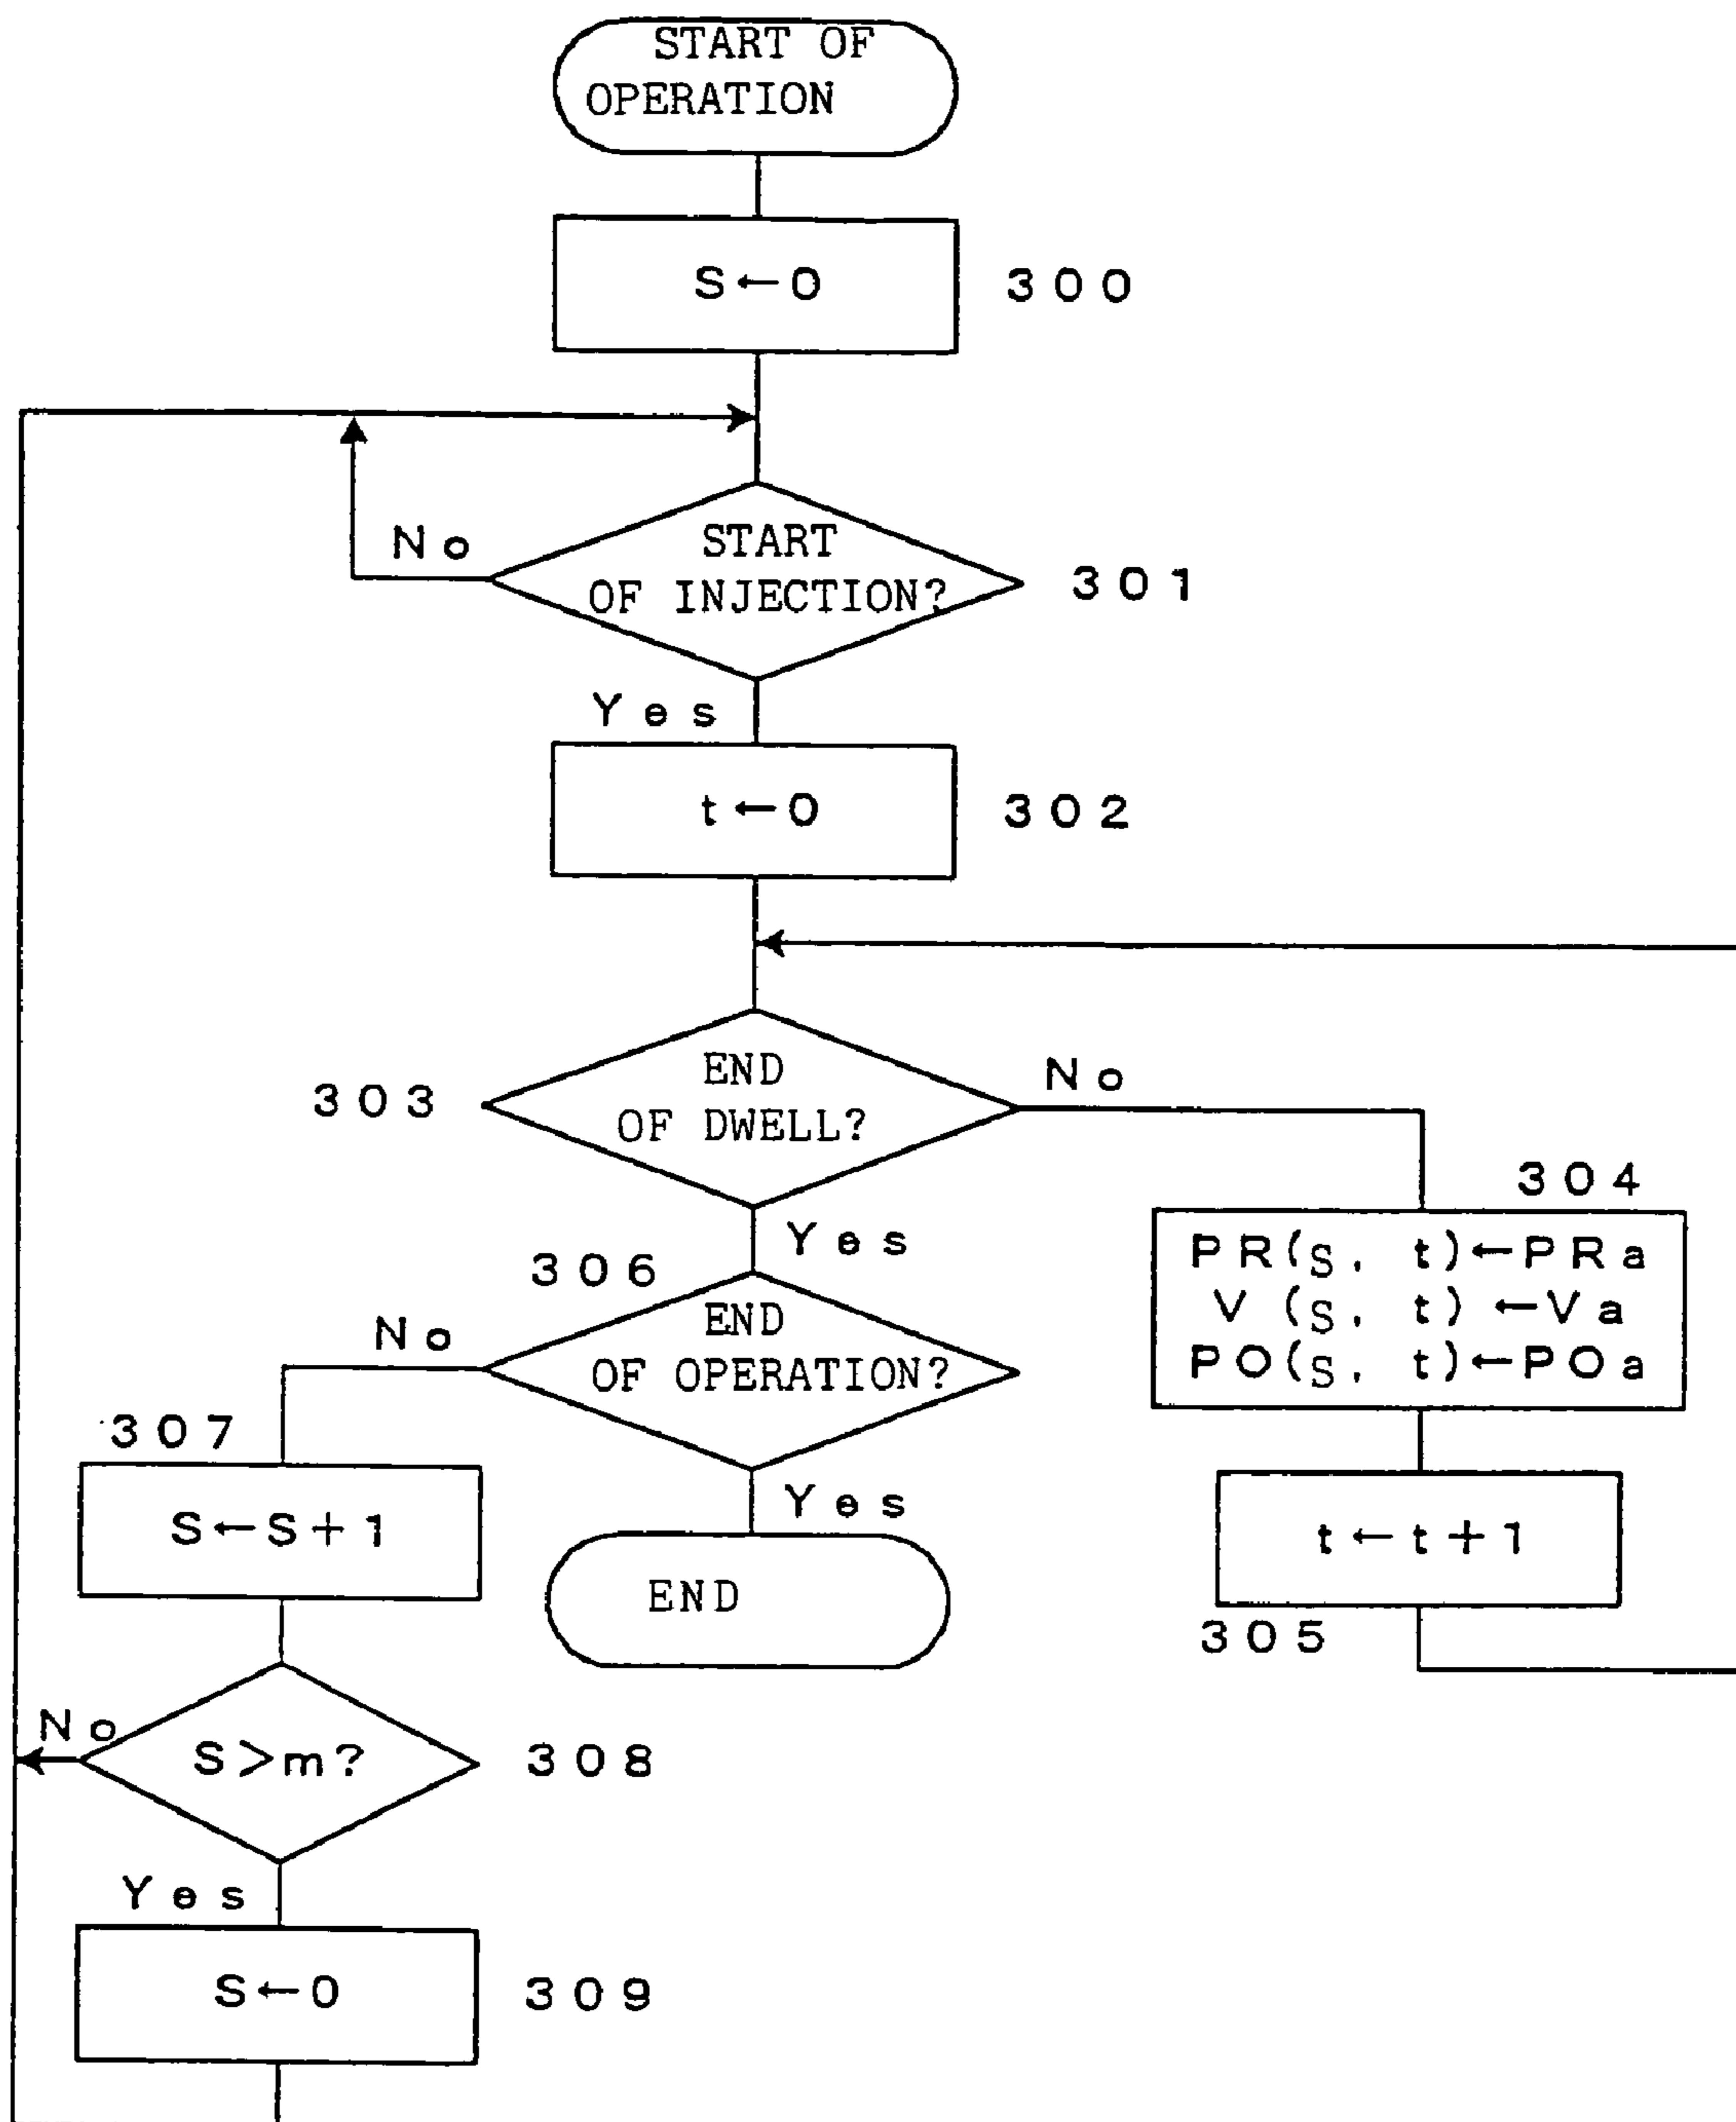 START OF
OPERATION
S←0
300
No
START
OF INJECTION?
301
Yes
t←0
302
303
END
OF DWELL?
No
304
Yes
PR(S, t)←PRa
V (S, t) ←Va
PO(S, t)←POa
306
END
OF OPERATION?
No
307
S←S+1
Yes
END
t←t+1
305
No
S>m?
308
Yes
S←0
309